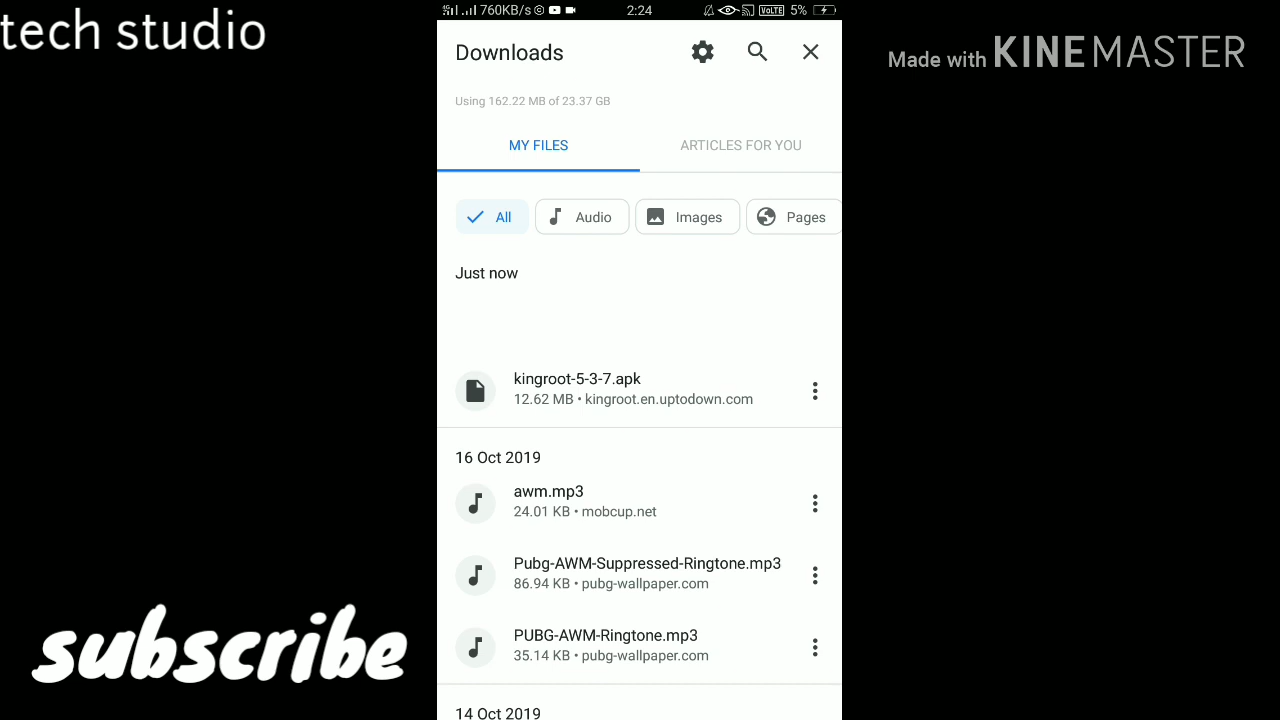 tech studio
760KB/s 2:24 VoLTE 5%
Made with KINEMASTER
Downloads
Using 162.22 MB of 23.37 GB
MY FILES ARTICLES FOR YOU
All Audio Images Pages
Just now
kingroot-5-3-7.apk
12.62 MB • kingroot.en.uptodown.com
16 Oct 2019
awm.mp3
24.01 KB • mobcup.net
Pubg-AWM-Suppressed-Ringtone.mp3
86.94 KB • pubg-wallpaper.com
PUBG-AWM-Ringtone.mp3
35.14 KB • pubg-wallpaper.com
subscribe
14 Oct 2019